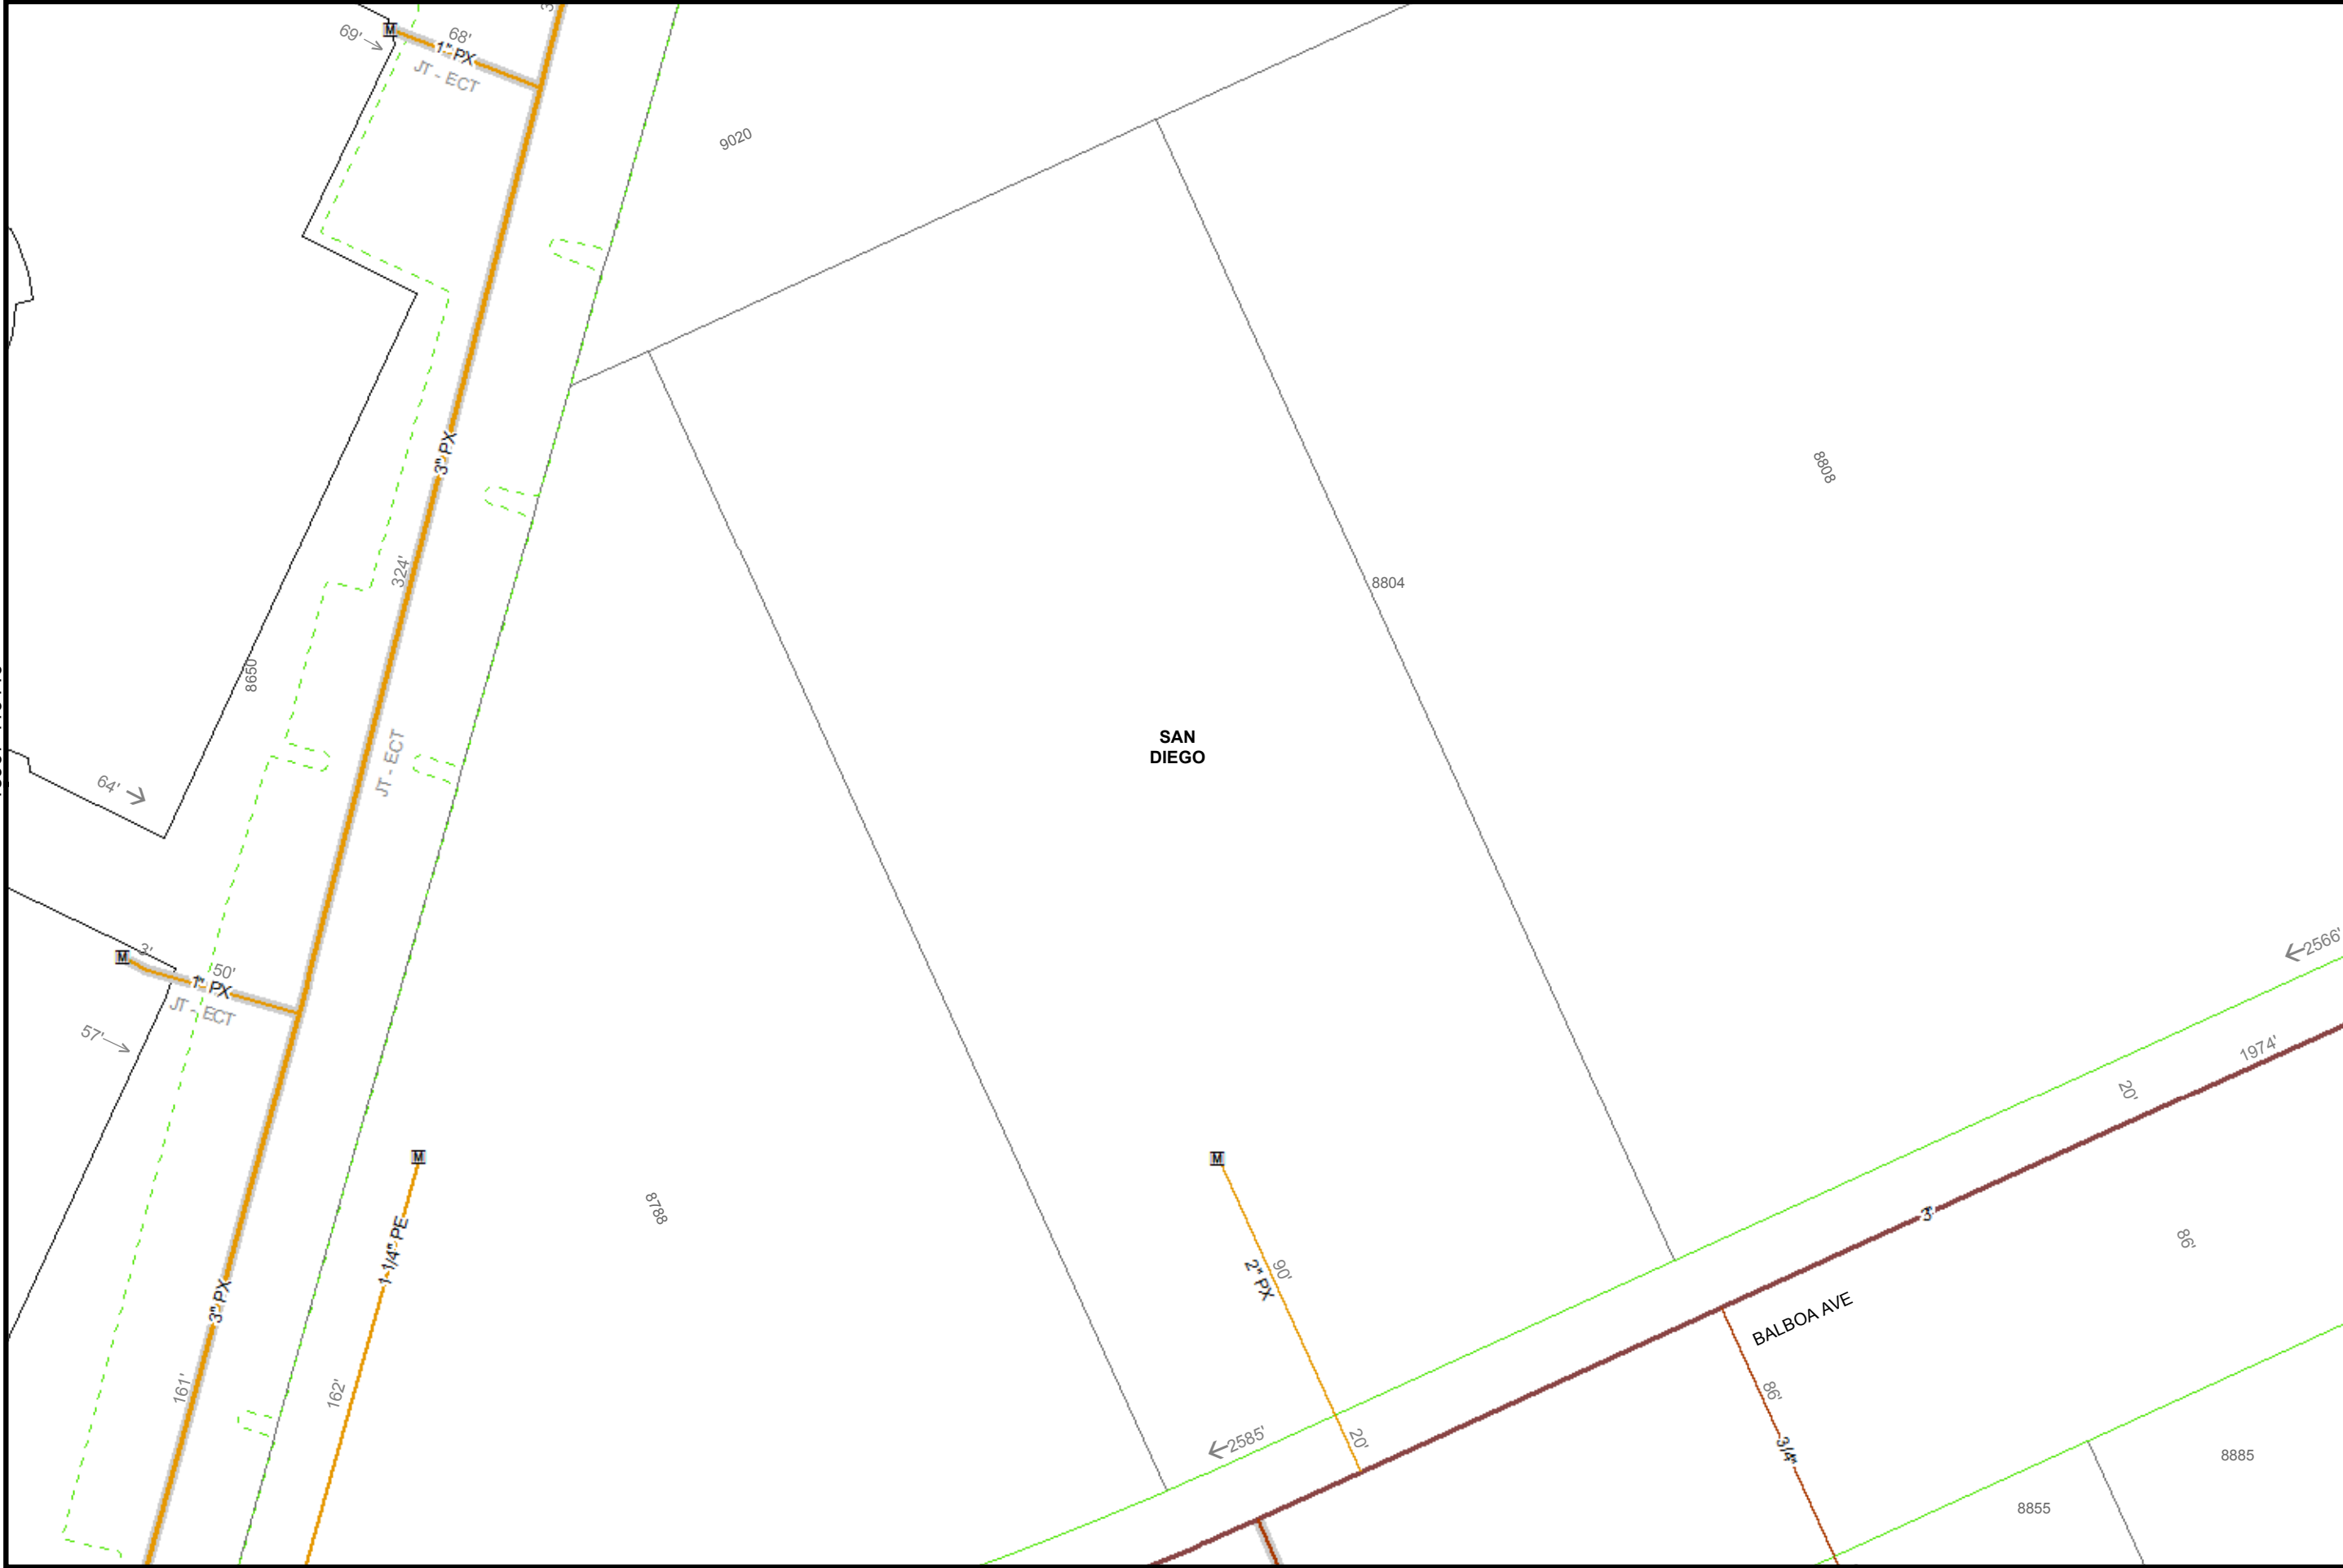 69'
M
68'
1" PX
JT - ECT
9020
3" PX
8808
324'
8804
8650
SAN
DIEGO
JT - ECT
64'
M
3'
50'
1" PX
JT - ECT
57'
2566'
1974'
20'
M
M
8788
1-1/4" PE
90'
2" PX
3"
86'
3" PX
BALBOA AVE
161'
162'
86'
2585'
20'
3/4"
8885
8855